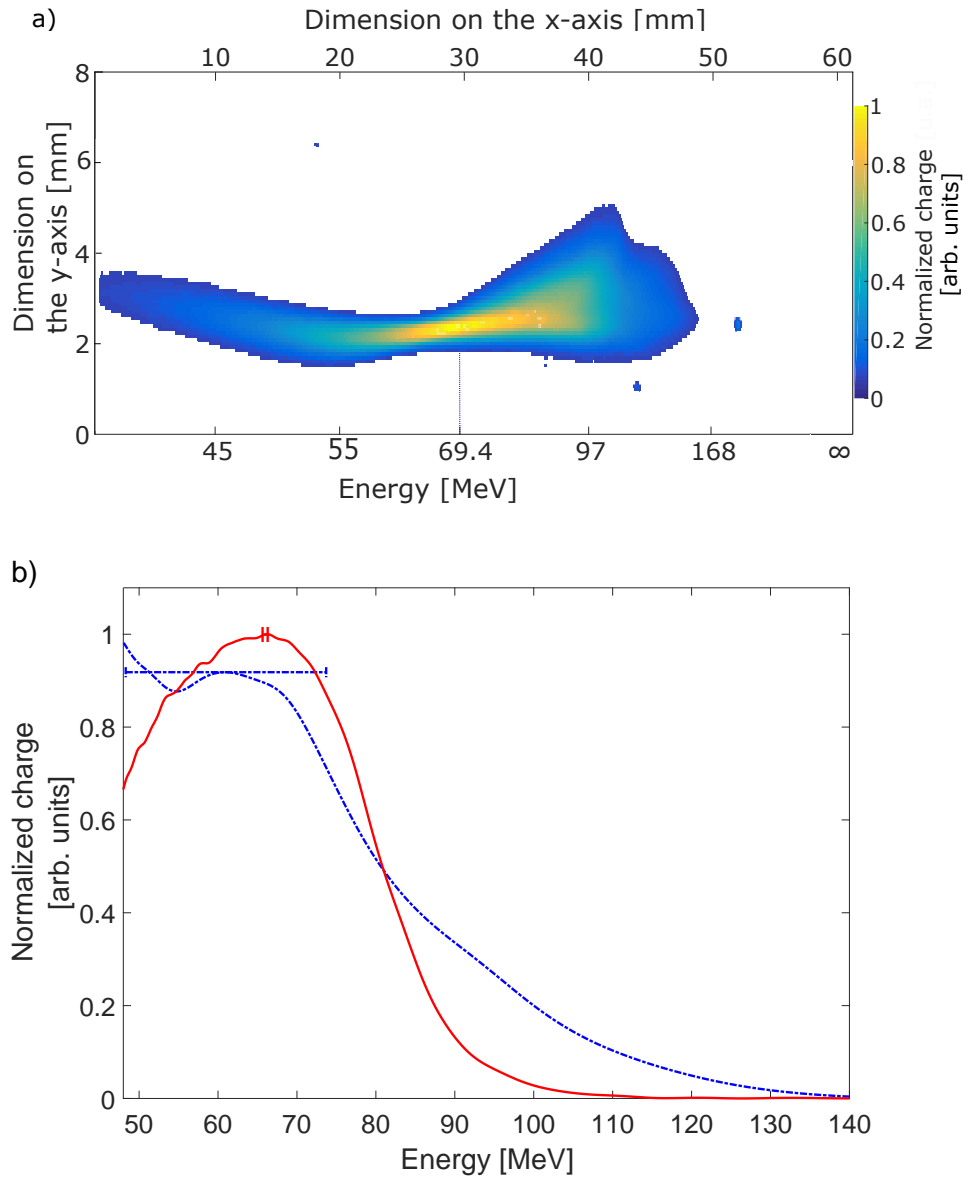 a)
Dimension on the x-axis [mm]
10 20 30 40 50 60
8
6
4
2
0
Dimension on
the y-axis [mm]
45 55 69.4 97 168 ∞
Energy [MeV]
1
0.8
0.6
0.4
0.2
0
Normalized charge [u.a.]
[arb. units]
b)
1
0.8
0.6
0.4
0.2
0
Normalized charge
[arb. units]
50 60 70 80 90 100 110 120 130 140
Energy [MeV]